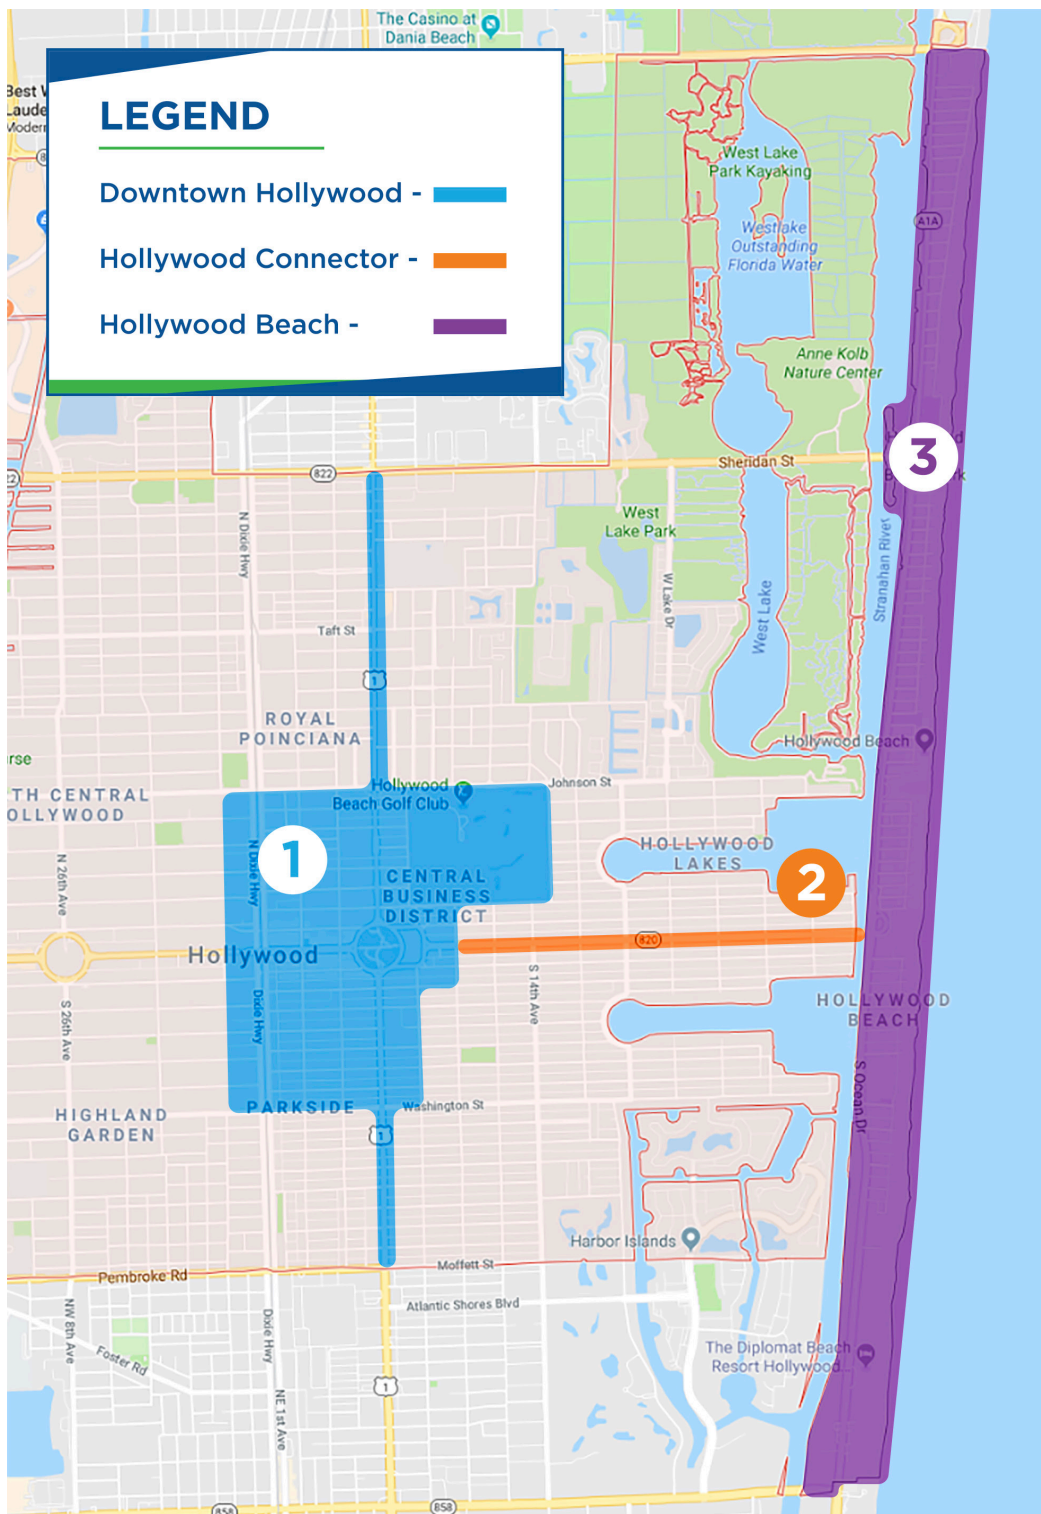 The Casino at
Dania Beach
Modern
LEGEND
Downtown Hollywood -
Hollywood Connector -
Hollywood Beach -
West Lake
Park Kayaking
Westlake
Outstanding
Florida Water
A1A
Anne Kolb
Nature Center
3
822
Sheridan St
West
Lake Park
N Dixie Hwy
W Lake Dr
West Lake
Stranahan River
Taft St
1
ROYAL
POINCIANA
Hollywood Beach
rse
TH CENTRAL
OLLYWOOD
Hollywood
Beach Golf Club
Johnson St
1
N Dixie Hwy
N 26th Ave
CENTRAL
BUSINESS
DISTRICT
HOLLYWOOD
LAKES
2
820
Hollywood
S 26th Ave
Dixie Hwy
S 14th Ave
HOLLYWOOD
BEACH
S Ocean Dr
HIGHLAND
GARDEN
PARKSIDE
Washington St
1
Harbor Islands
Pembroke Rd
Moffett St
Atlantic Shores Blvd
NW 8th Ave
Foster Rd
Dixie Hwy
NE 1st Ave
The Diplomat Beach
Resort Hollywood
1
858
858